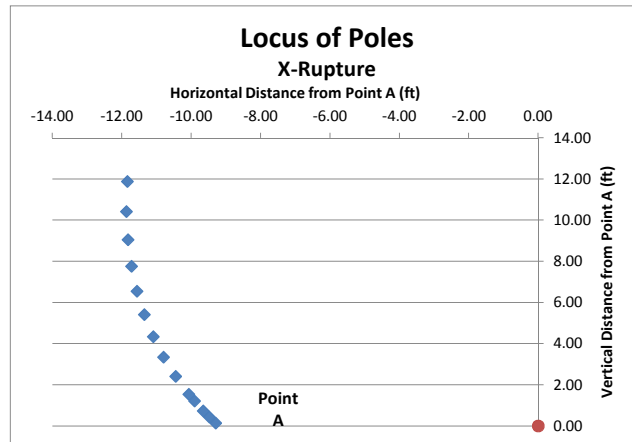 Locus of Poles
X-Rupture
Horizontal Distance from Point A (ft)
-14.00 -12.00 -10.00 -8.00 -6.00 -4.00 -2.00 0.00
14.00
12.00
10.00
8.00
6.00
4.00
2.00
0.00
Vertical Distance from Point A (ft)
Point
A